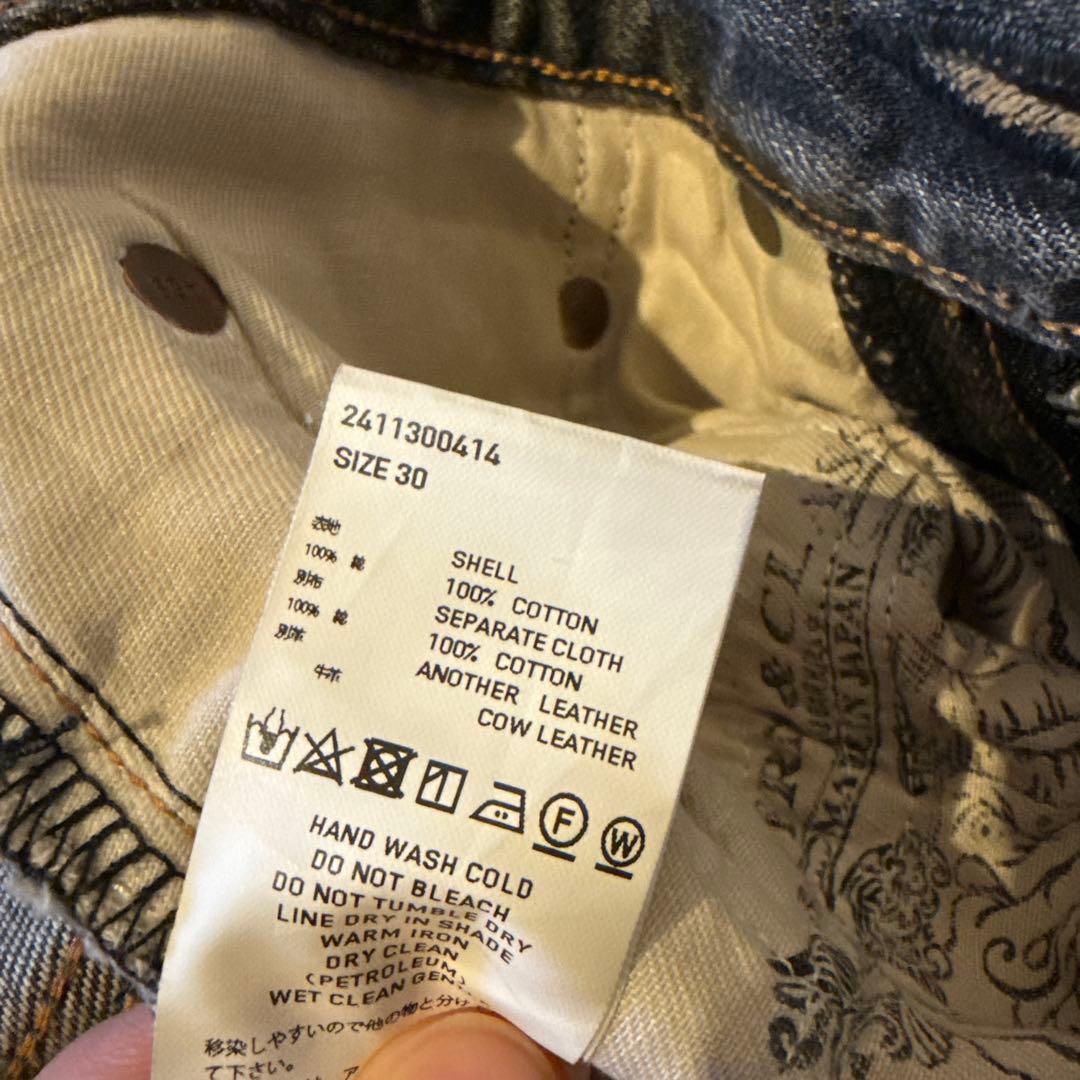 2411300414
SIZE 30
表地
100% 綿
別布
100% 綿
別革
牛革
SHELL
100% COTTON
SEPARATE CLOTH
100% COTTON
ANOTHER LEATHER
COW LEATHER
F
W
HAND WASH COLD
DO NOT BLEACH
DO NOT TUMBLE DRY
LINE DRY IN SHADE
WARM IRON
DRY CLEAN
(PETROLEUM)
WET CLEAN GEN
移染しやすいので他の物と分け
て下さい。
MADE IN JAPAN